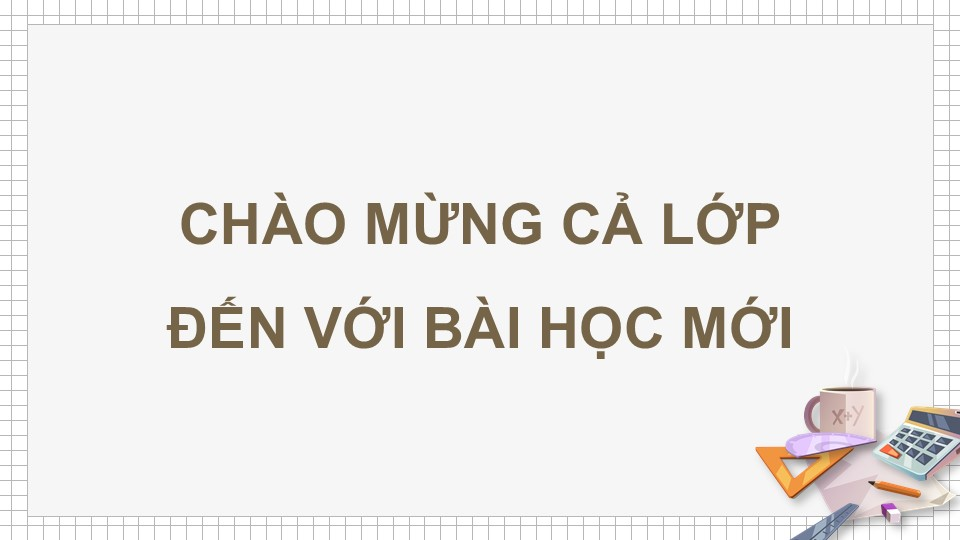 CHÀO MỪNG CẢ LỚP
ĐẾN VỚI BÀI HỌC MỚI
x+y